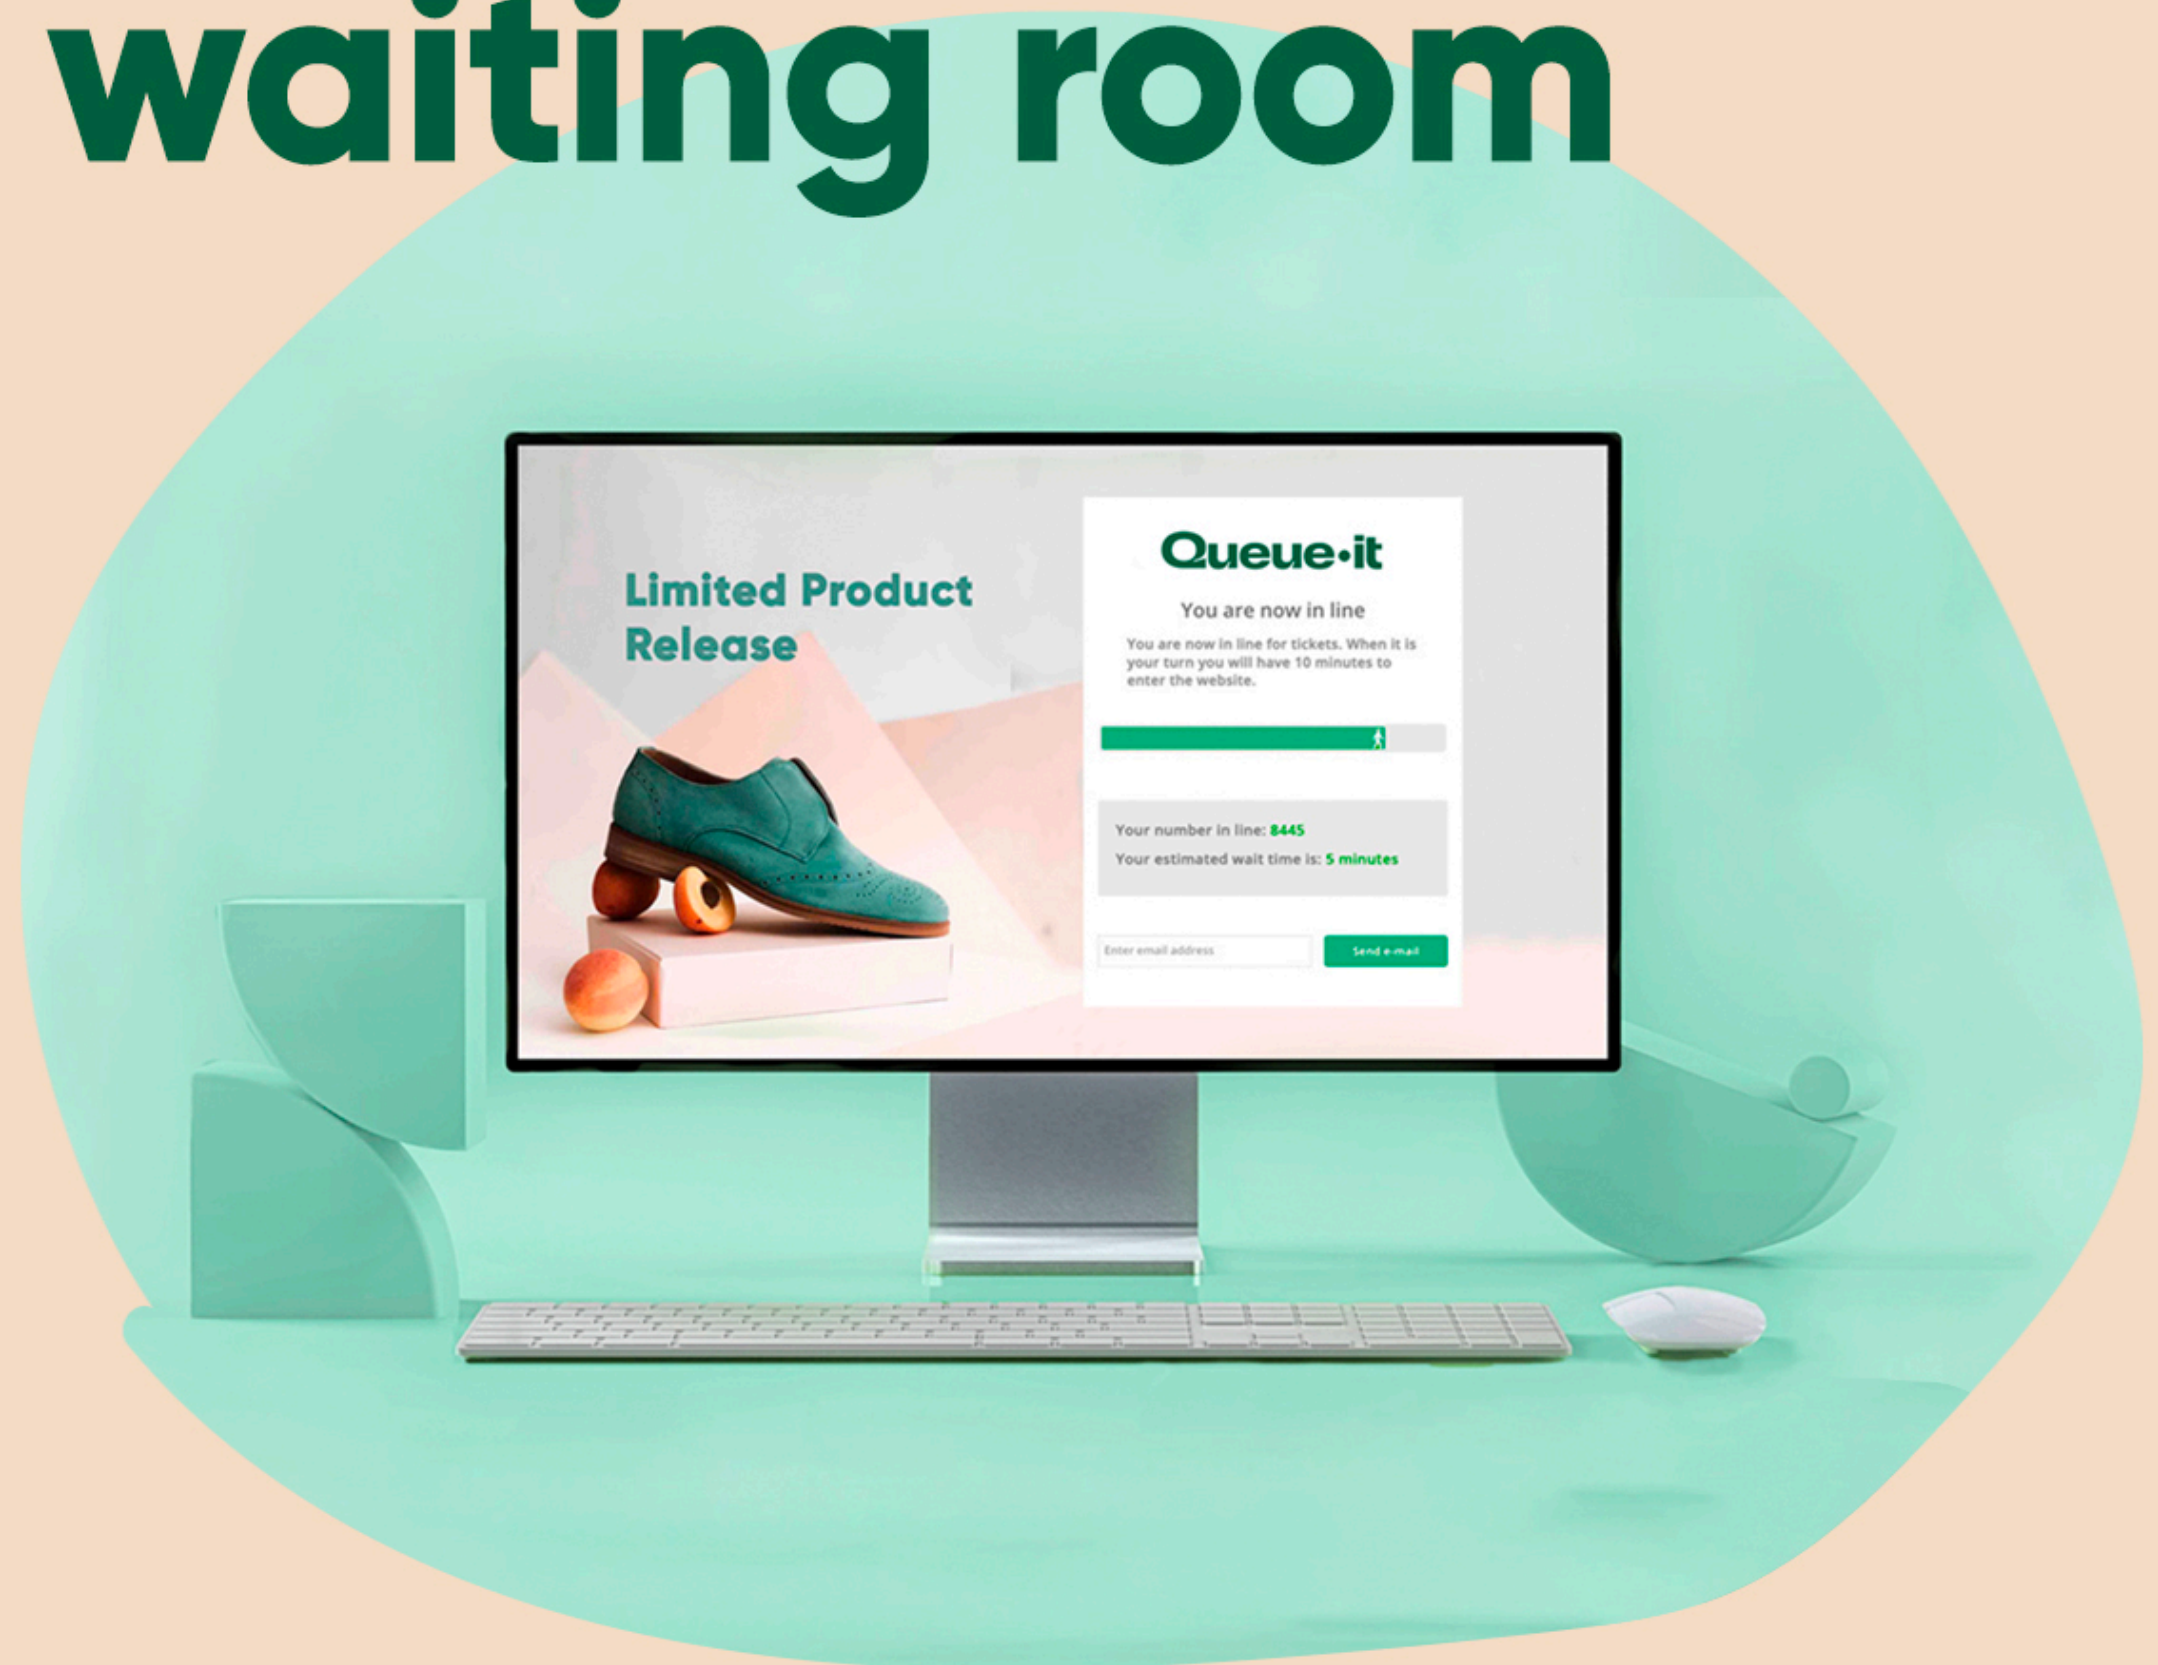 waiting room
Limited Product
Release
Queue·it
You are now in line
You are now in line for tickets. When it is
your turn you will have 10 minutes to
enter the website.
Your number in line: 8445
Your estimated wait time is: 5 minutes
Enter email address
Send e-mail